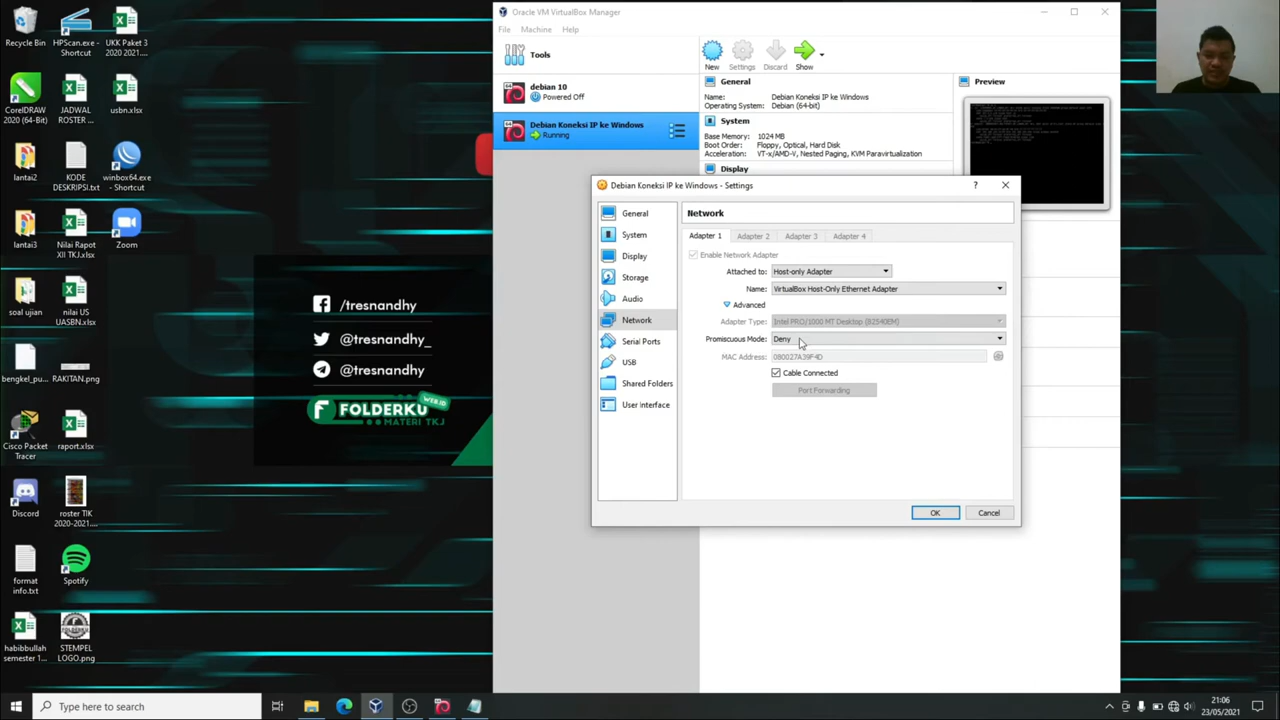 Recycle Bin
HPScan.exe - Shortcut
UKK Paket 3 2020 2021....
CorelDRAW 2020 (64-Bit)
JADWAL ROSTER ...
usbn.xlsx
lantai2
KODE DESKRIPSI.txt
winbox64.exe - Shortcut
lantai3
Nilai Rapot XII TKJ.xlsx
Zoom
soal ujian
nilai US UASBN.xlsx
bengkel_pu...
RAKITAN.png
Cisco Packet Tracer
raport.xlsx
Discord
roster TIK 2020-2021....
format info.txt
Spotify
habibbullah semester 1...
STEMPEL LOGO.png
/tresnandhy
@tresnandhy_
@tresnandhy
FOLDERKU WEB.ID
MATERI TKJ
Oracle VM VirtualBox Manager
File Machine Help
Tools
New Settings Discard Show
debian 10
Powered Off
Debian Koneksi IP ke Windows
Running
General
Name: Debian Koneksi IP ke Windows
Operating System: Debian (64-bit)
System
Base Memory: 1024 MB
Boot Order: Floppy, Optical, Hard Disk
Acceleration: VT-x/AMD-V, Nested Paging, KVM Paravirtualization
Display
Preview
Debian Koneksi IP ke Windows - Settings
General
System
Display
Storage
Audio
Network
Serial Ports
USB
Shared Folders
User Interface
Network
Adapter 1 Adapter 2 Adapter 3 Adapter 4
Enable Network Adapter
Attached to: Host-only Adapter
Name: VirtualBox Host-Only Ethernet Adapter
Advanced
Adapter Type: Intel PRO/1000 MT Desktop (82540EM)
Promiscuous Mode: Deny
MAC Address: 080027A39F4D
Cable Connected
Port Forwarding
OK Cancel
Type here to search
21:06
23/05/2021